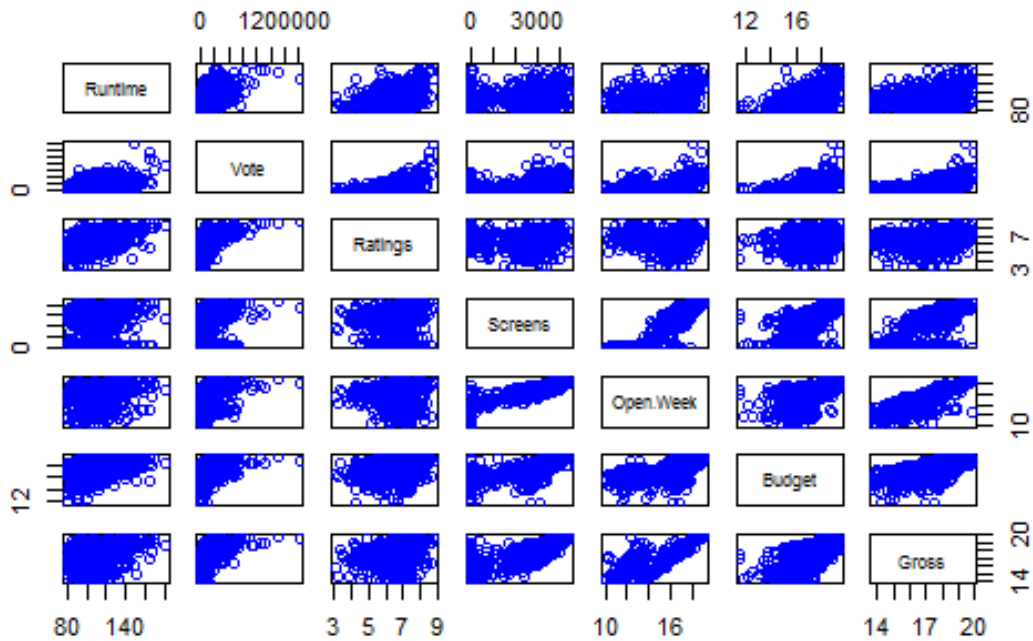 0 1200000 0 3000 12 16
Runtime 80
0 Vote
Ratings 3 7
0 Screens
Open.Week 10
12 Budget
Gross 14 20
80 140 3 5 7 9 10 16 14 17 20